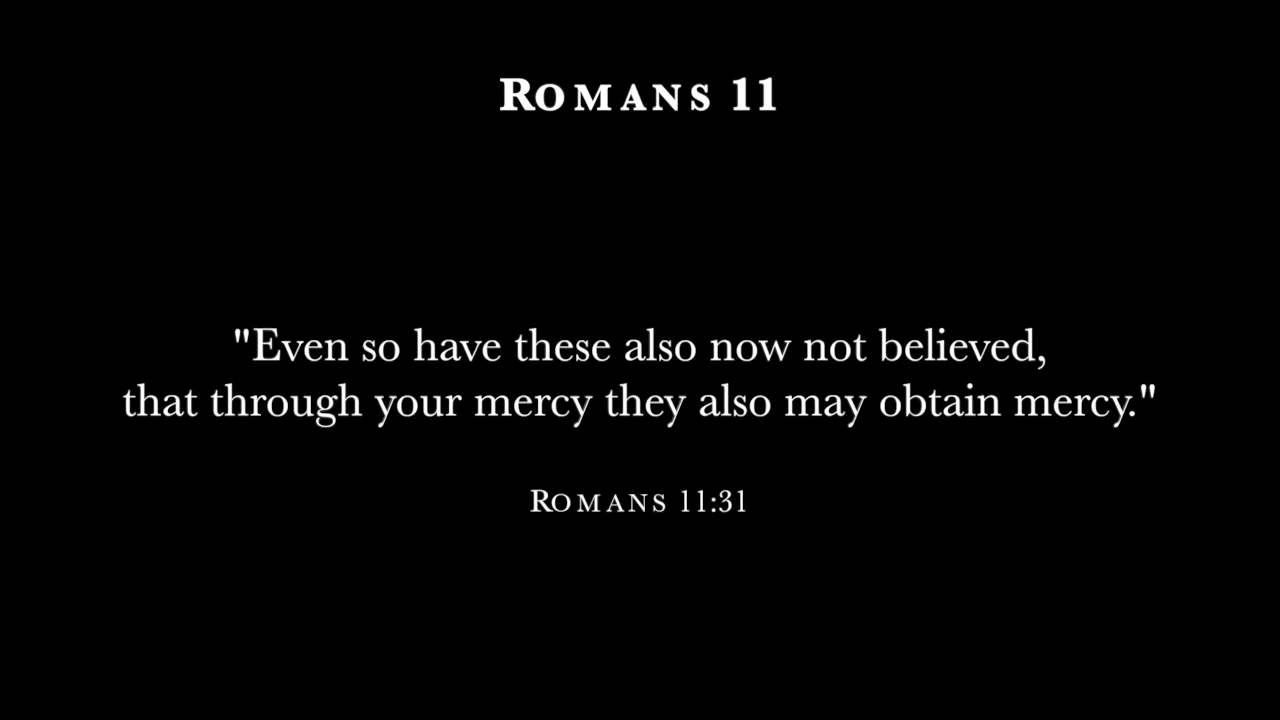 Romans 11
"Even so have these also now not believed,
that through your mercy they also may obtain mercy."
Romans 11:31